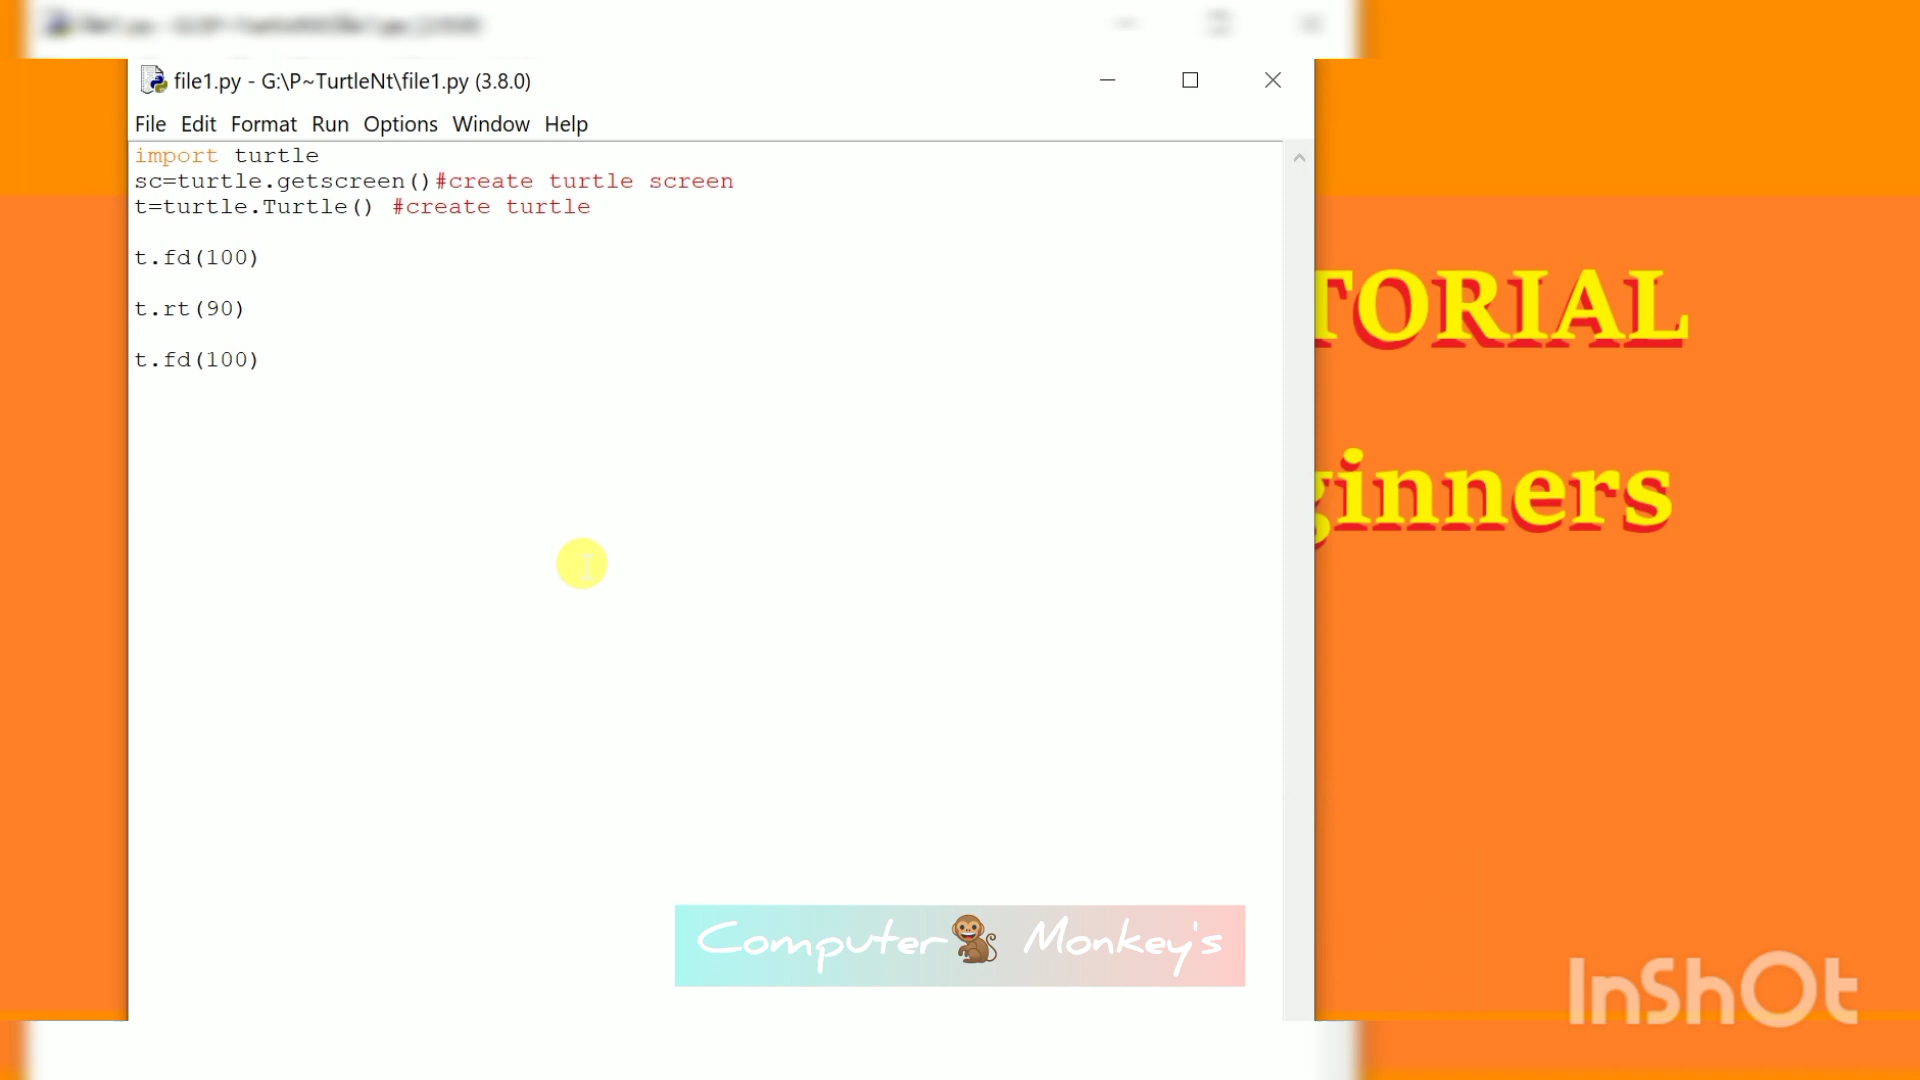 file1.py - G:\P~TurtleNt\file1.py (3.8.0)
File Edit Format Run Options Window Help
import turtle
sc=turtle.getscreen()#create turtle screen
t=turtle.Turtle() #create turtle
t.fd(100)
t.rt(90)
t.fd(100)
TORIAL
ginners
Computer Monkey's
InShOt